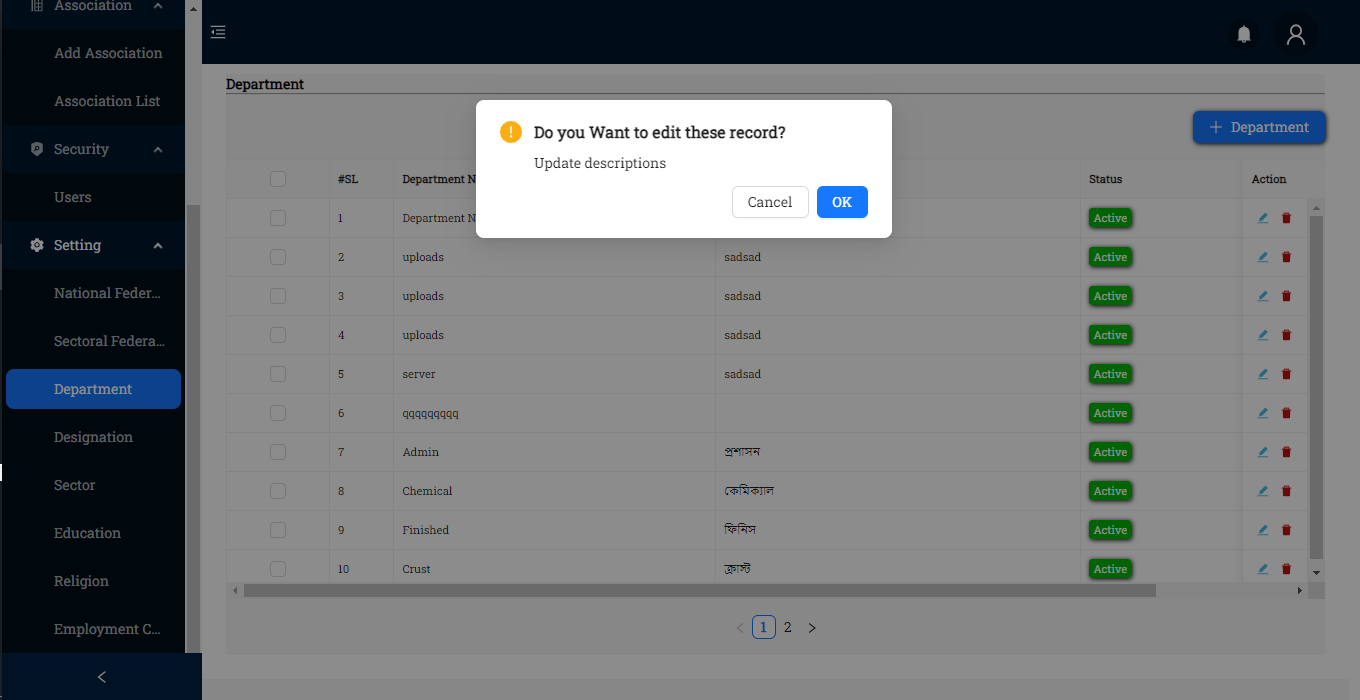 Association
Add Association
Association List
Security
Users
Setting
National Feder...
Sectoral Federa...
Department
Designation
Sector
Education
Religion
Employment C...
Department
Do you Want to edit these record?
Update descriptions
Cancel OK
+ Department
#SL Department N Status Action
1 Department N Active
2 uploads sadsad Active
3 uploads sadsad Active
4 uploads sadsad Active
5 server sadsad Active
6 qqqqqqqqq Active
7 Admin প্রশাসন Active
8 Chemical কেমিক্যাল Active
9 Finished ফিনিস Active
10 Crust ক্রাস্ট Active
< 1 2 >